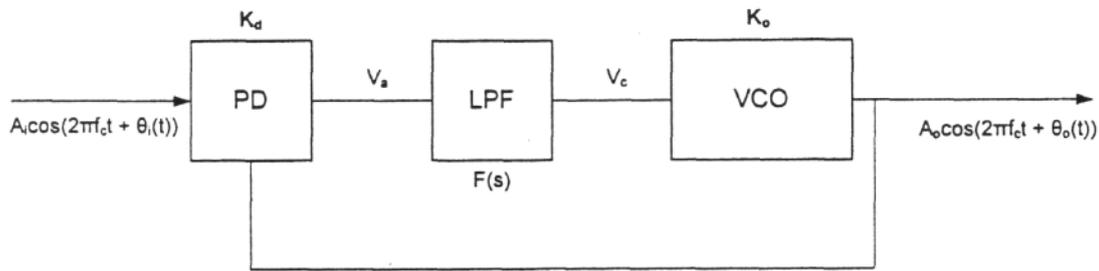 K_d K_o
PD V_a LPF V_c VCO
A_i cos(2πf_c t + θ_i(t)) A_o cos(2πf_c t + θ_o(t))
F(s)